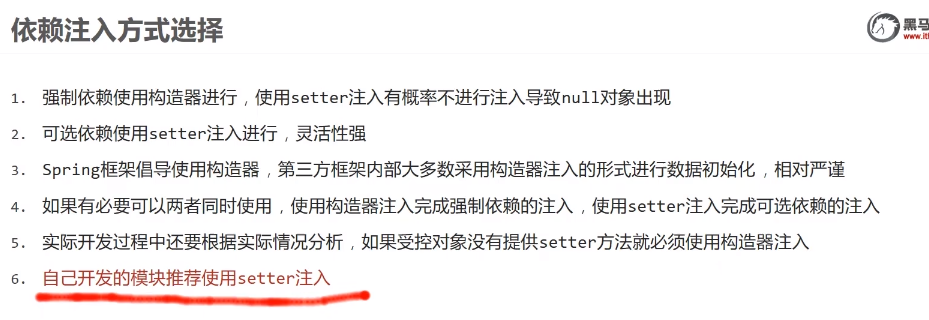 依赖注入方式选择
黑马
www.it
1. 强制依赖使用构造器进行，使用setter注入有概率不进行注入导致null对象出现
2. 可选依赖使用setter注入进行，灵活性强
3. Spring框架倡导使用构造器，第三方框架内部大多数采用构造器注入的形式进行数据初始化，相对严谨
4. 如果有必要可以两者同时使用，使用构造器注入完成强制依赖的注入，使用setter注入完成可选依赖的注入
5. 实际开发过程中还要根据实际情况分析，如果受控对象没有提供setter方法就必须使用构造器注入
6. 自己开发的模块推荐使用setter注入